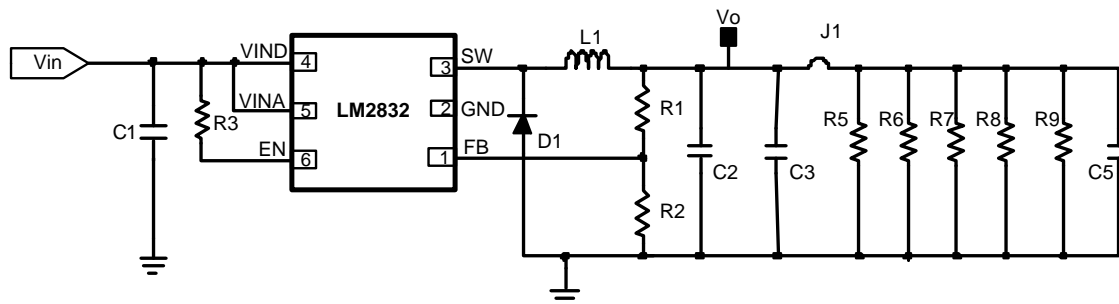 Vo
L1
J1
Vin
VIND
4
3
SW
VINA
5
LM2832
2
GND
R3
R1
R5
R6
R7
R8
R9
C1
D1
EN
6
1
FB
C2
C3
C5
R2